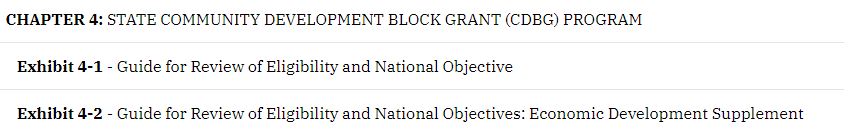 CHAPTER 4: STATE COMMUNITY DEVELOPMENT BLOCK GRANT (CDBG) PROGRAM
Exhibit 4-1 - Guide for Review of Eligibility and National Objective
Exhibit 4-2 - Guide for Review of Eligibility and National Objectives: Economic Development Supplement